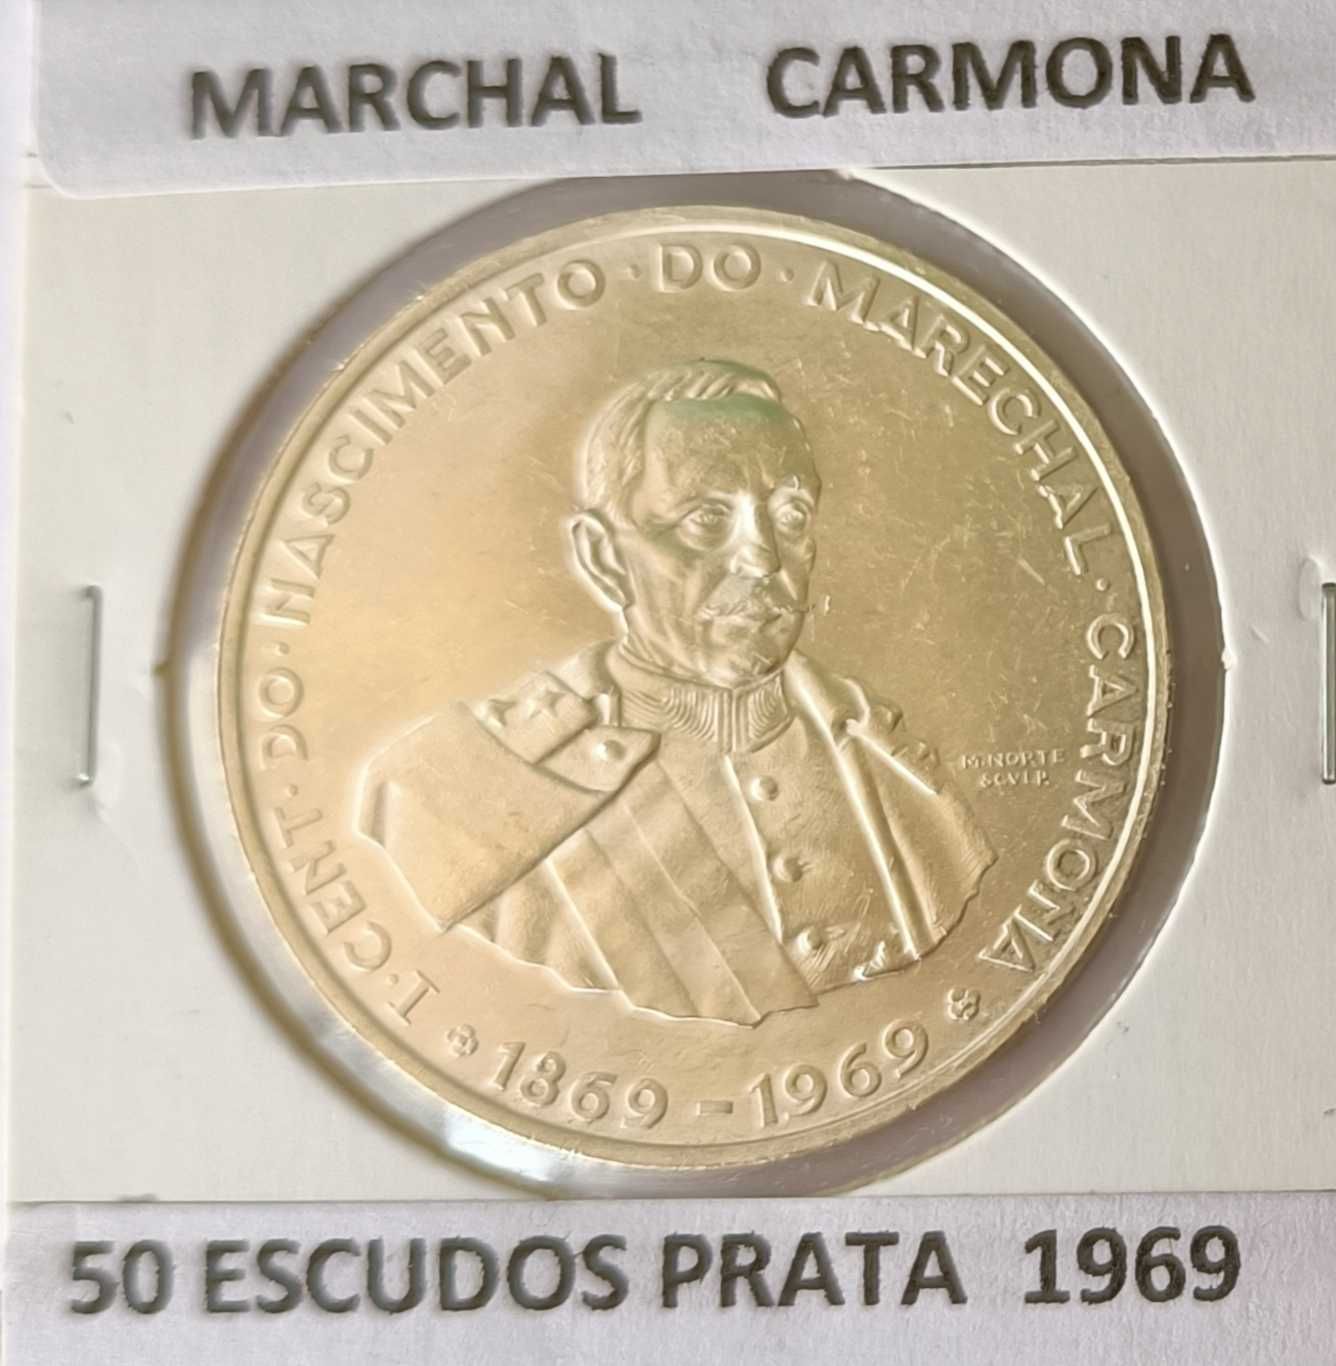 MARCHAL CARMONA
I · CENT · DO · NASCIMENTO · DO · MARECHAL · CARMONA
M. NORTE
SCVLP.
1869 - 1969
50 ESCUDOS PRATA 1969